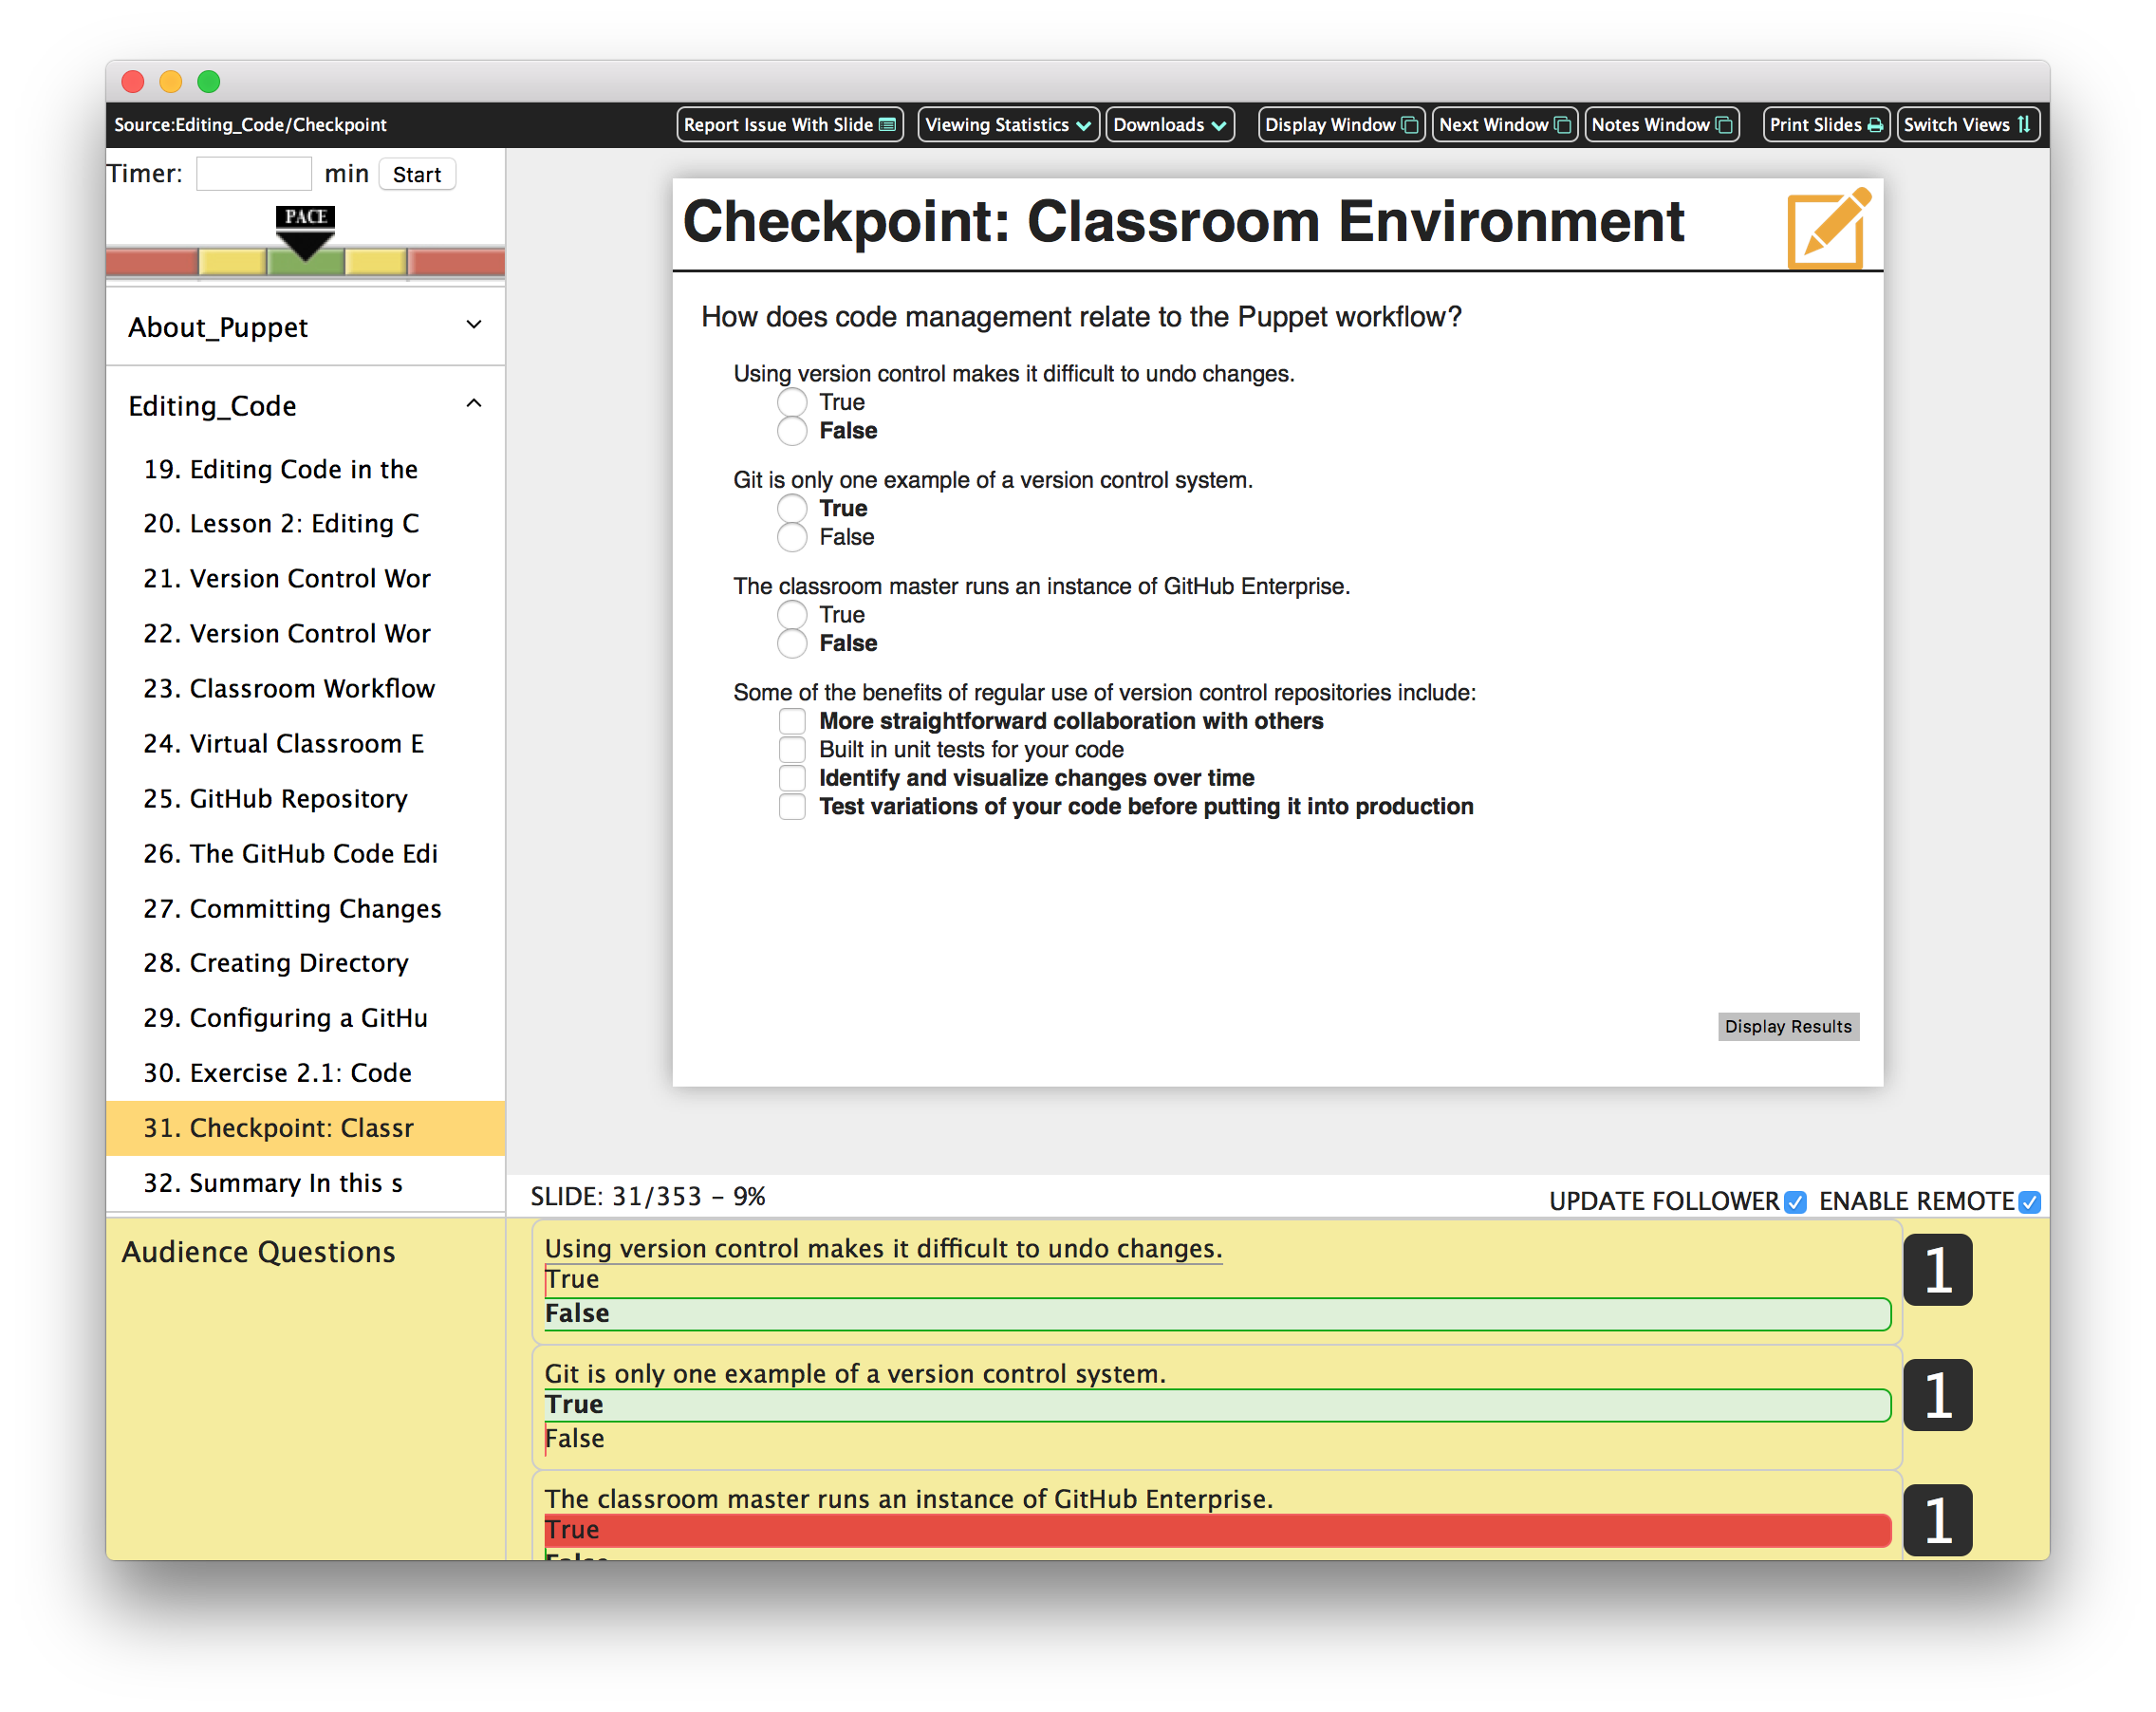 Source:Editing_Code/Checkpoint
Report Issue With Slide
Viewing Statistics
Downloads
Display Window
Next Window
Notes Window
Print Slides
Switch Views
Timer:
min
Start
PACE
About_Puppet
Editing_Code
19. Editing Code in the
20. Lesson 2: Editing C
21. Version Control Wor
22. Version Control Wor
23. Classroom Workflow
24. Virtual Classroom E
25. GitHub Repository
26. The GitHub Code Edi
27. Committing Changes
28. Creating Directory
29. Configuring a GitHu
30. Exercise 2.1: Code
31. Checkpoint: Classr
32. Summary In this s
Checkpoint: Classroom Environment
How does code management relate to the Puppet workflow?
Using version control makes it difficult to undo changes.
True
False
Git is only one example of a version control system.
True
False
The classroom master runs an instance of GitHub Enterprise.
True
False
Some of the benefits of regular use of version control repositories include:
More straightforward collaboration with others
Built in unit tests for your code
Identify and visualize changes over time
Test variations of your code before putting it into production
Display Results
SLIDE: 31/353 - 9%
UPDATE FOLLOWER
ENABLE REMOTE
Audience Questions
Using version control makes it difficult to undo changes.
True
False
1
Git is only one example of a version control system.
True
False
1
The classroom master runs an instance of GitHub Enterprise.
True
1